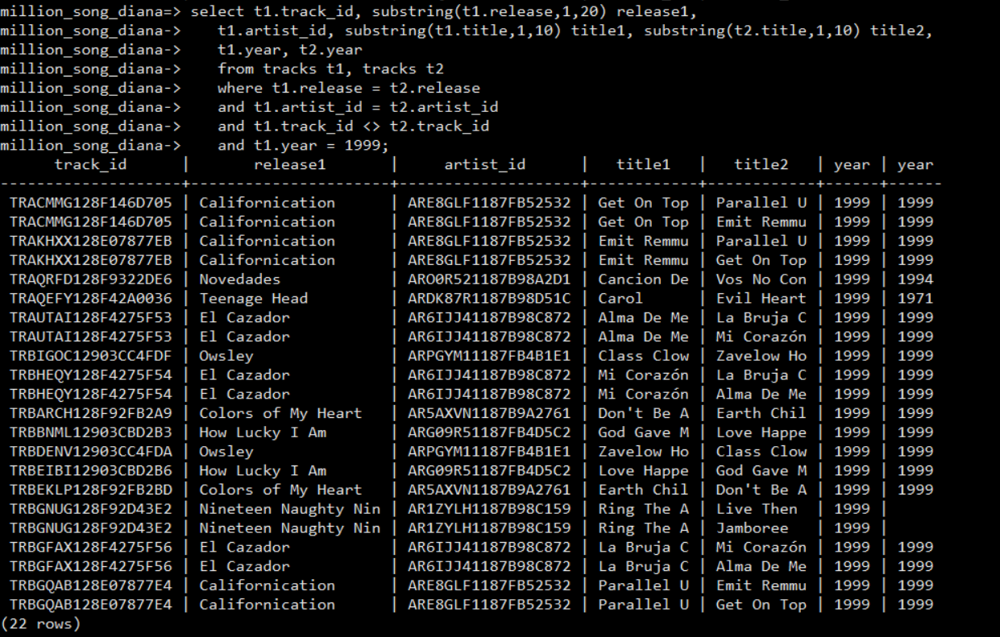 million_song_diana=> select t1.track_id, substring(t1.release,1,20) release1,
million_song_diana-> t1.artist_id, substring(t1.title,1,10) title1, substring(t2.title,1,10) title2,
million_song_diana-> t1.year, t2.year
million_song_diana-> from tracks t1, tracks t2
million_song_diana-> where t1.release = t2.release
million_song_diana-> and t1.artist_id = t2.artist_id
million_song_diana-> and t1.track_id <> t2.track_id
million_song_diana-> and t1.year = 1999;
track_id | release1 | artist_id | title1 | title2 | year | year
--------------------+----------------------+--------------------+------------+------------+------+------
TRACMMG128F146D705 | Californication | ARE8GLF1187FB52532 | Get On Top | Parallel U | 1999 | 1999
TRACMMG128F146D705 | Californication | ARE8GLF1187FB52532 | Get On Top | Emit Remmu | 1999 | 1999
TRAKHXX128E07877EB | Californication | ARE8GLF1187FB52532 | Emit Remmu | Parallel U | 1999 | 1999
TRAKHXX128E07877EB | Californication | ARE8GLF1187FB52532 | Emit Remmu | Get On Top | 1999 | 1999
TRAQRFD128F9322DE6 | Novedades | ARO0R521187B98A2D1 | Cancion De | Vos No Con | 1999 | 1994
TRAQEFY128F42A0036 | Teenage Head | ARDK87R1187B98D51C | Carol | Evil Heart | 1999 | 1971
TRAUTAI128F4275F53 | El Cazador | AR6IJJ41187B98C872 | Alma De Me | La Bruja C | 1999 | 1999
TRAUTAI128F4275F53 | El Cazador | AR6IJJ41187B98C872 | Alma De Me | Mi Corazón | 1999 | 1999
TRBIGOC12903CC4FDF | Owsley | ARPGYM11187FB4B1E1 | Class Clow | Zavelow Ho | 1999 | 1999
TRBHEQY128F4275F54 | El Cazador | AR6IJJ41187B98C872 | Mi Corazón | La Bruja C | 1999 | 1999
TRBHEQY128F4275F54 | El Cazador | AR6IJJ41187B98C872 | Mi Corazón | Alma De Me | 1999 | 1999
TRBARCH128F92FB2A9 | Colors of My Heart | AR5AXVN1187B9A2761 | Don't Be A | Earth Chil | 1999 | 1999
TRBBNML12903CBD2B3 | How Lucky I Am | ARG09R51187FB4D5C2 | God Gave M | Love Happe | 1999 | 1999
TRBDENV12903CC4FDA | Owsley | ARPGYM11187FB4B1E1 | Zavelow Ho | Class Clow | 1999 | 1999
TRBEIBI12903CBD2B6 | How Lucky I Am | ARG09R51187FB4D5C2 | Love Happe | God Gave M | 1999 | 1999
TRBEKLP128F92FB2BD | Colors of My Heart | AR5AXVN1187B9A2761 | Earth Chil | Don't Be A | 1999 | 1999
TRBGNUG128F92D43E2 | Nineteen Naughty Nin | AR1ZYLH1187B98C159 | Ring The A | Live Then | 1999 |
TRBGNUG128F92D43E2 | Nineteen Naughty Nin | AR1ZYLH1187B98C159 | Ring The A | Jamboree | 1999 |
TRBGFAX128F4275F56 | El Cazador | AR6IJJ41187B98C872 | La Bruja C | Mi Corazón | 1999 | 1999
TRBGFAX128F4275F56 | El Cazador | AR6IJJ41187B98C872 | La Bruja C | Alma De Me | 1999 | 1999
TRBGQAB128E07877E4 | Californication | ARE8GLF1187FB52532 | Parallel U | Emit Remmu | 1999 | 1999
TRBGQAB128E07877E4 | Californication | ARE8GLF1187FB52532 | Parallel U | Get On Top | 1999 | 1999
(22 rows)